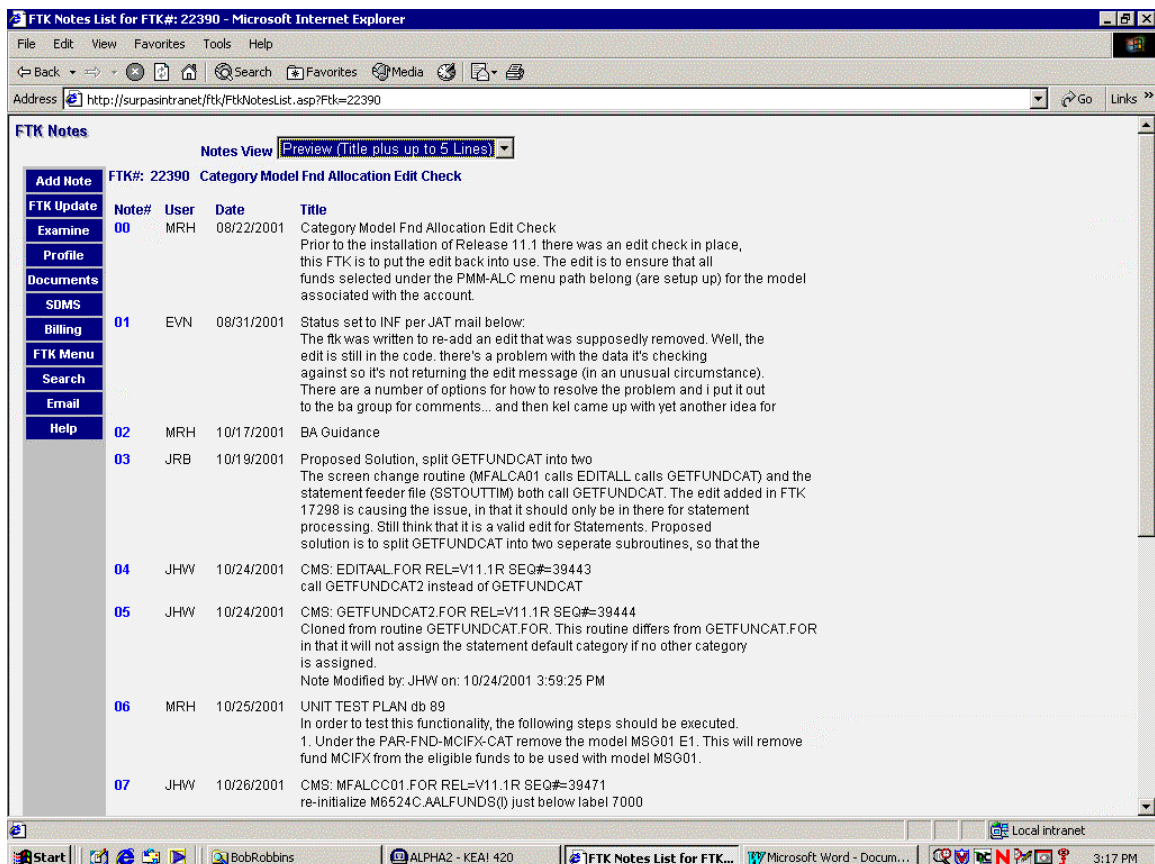 FTK Notes List for FTK#: 22390 - Microsoft Internet Explorer
File Edit View Favorites Tools Help
Back Search Favorites Media
Address http://surpasintranet/ftk/FtkNotesList.asp?Ftk=22390 Go Links »
FTK Notes
Notes View Preview (Title plus up to 5 Lines)
FTK#: 22390 Category Model Fnd Allocation Edit Check
Add Note
FTK Update
Examine
Profile
Documents
SDMS
Billing
FTK Menu
Search
Email
Help
Note# User Date Title
00 MRH 08/22/2001 Category Model Fnd Allocation Edit Check
Prior to the installation of Release 11.1 there was an edit check in place,
this FTK is to put the edit back into use. The edit is to ensure that all
funds selected under the PMM-ALC menu path belong (are setup up) for the model
associated with the account.
01 EVN 08/31/2001 Status set to INF per JAT mail below:
The ftk was written to re-add an edit that was supposedly removed. Well, the
edit is still in the code. there's a problem with the data it's checking
against so it's not returning the edit message (in an unusual circumstance).
There are a number of options for how to resolve the problem and i put it out
to the ba group for comments... and then kel came up with yet another idea for
02 MRH 10/17/2001 BA Guidance
03 JRB 10/19/2001 Proposed Solution, split GETFUNDCAT into two
The screen change routine (MFALCA01 calls EDITALL calls GETFUNDCAT) and the
statement feeder file (SSTOUTTIM) both call GETFUNDCAT. The edit added in FTK
17298 is causing the issue, in that it should only be in there for statement
processing. Still think that it is a valid edit for Statements. Proposed
solution is to split GETFUNDCAT into two seperate subroutines, so that the
04 JHW 10/24/2001 CMS: EDITAAL.FOR REL=V11.1R SEQ#=39443
call GETFUNDCAT2 instead of GETFUNDCAT
05 JHW 10/24/2001 CMS: GETFUNDCAT2.FOR REL=V11.1R SEQ#=39444
Cloned from routine GETFUNDCAT.FOR. This routine differs from GETFUNCAT.FOR
in that it will not assign the statement default category if no other category
is assigned.
Note Modified by: JHW on: 10/24/2001 3:59:25 PM
06 MRH 10/25/2001 UNIT TEST PLAN db 89
In order to test this functionality, the following steps should be executed.
1. Under the PAR-FND-MCIFX-CAT remove the model MSG01 E1. This will remove
fund MCIFX from the eligible funds to be used with model MSG01.
07 JHW 10/26/2001 CMS: MFALCC01.FOR REL=V11.1R SEQ#=39471
re-initialize M6524C.AALFUNDS(I) just below label 7000
Local intranet
Start BobRobbins ALPHA2 - KEA! 420 FTK Notes List for FTK... Microsoft Word - Docum... 3:17 PM